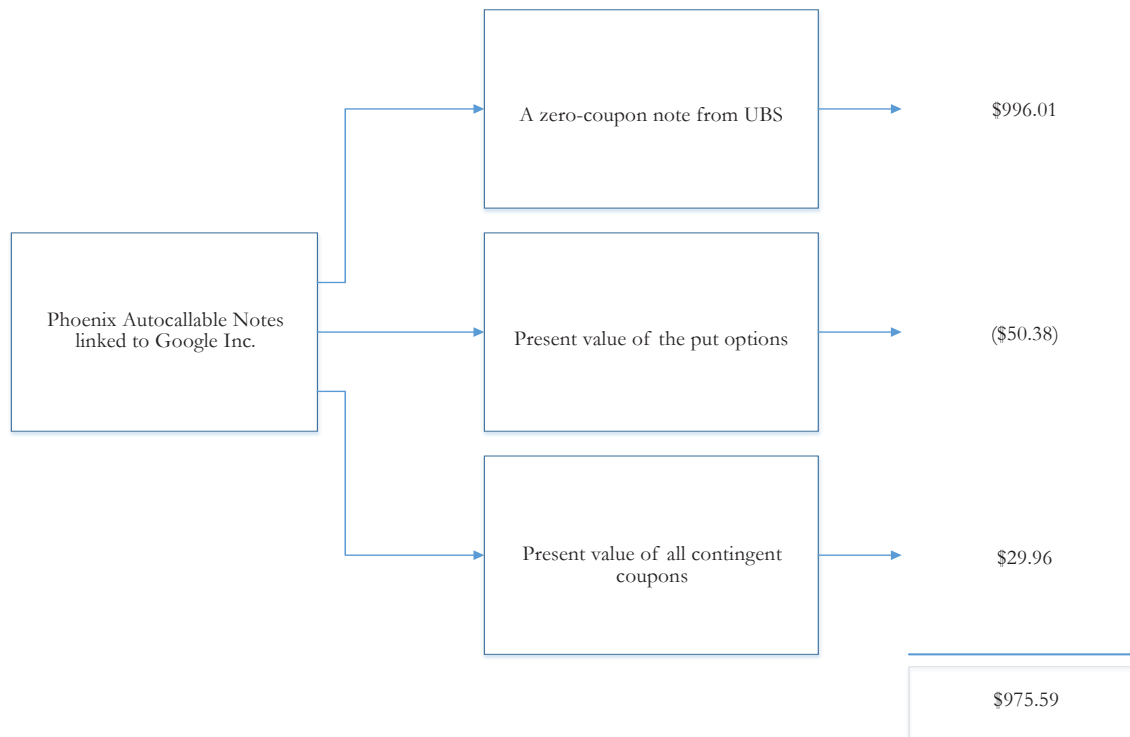 A zero-coupon note from UBS
$996.01
Phoenix Autocallable Notes
linked to Google Inc.
Present value of the put options
($50.38)
Present value of all contingent
coupons
$29.96
$975.59